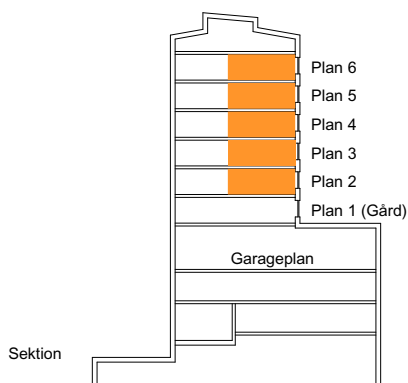 Plan 6
Plan 5
Plan 4
Plan 3
Plan 2
Plan 1 (Gård)
Garageplan
Sektion